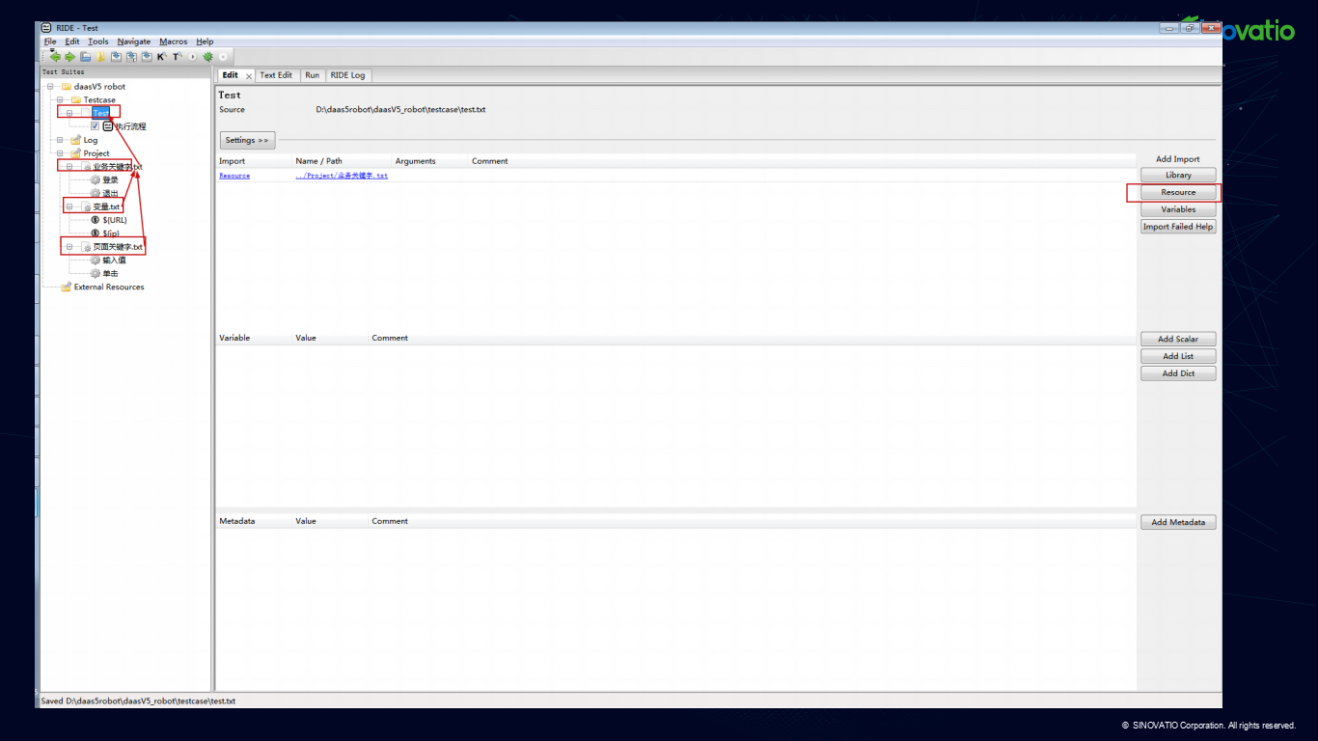 RIDE - Test
ovatio
File Edit Tools Navigate Macros Help
Test Suites
Edit Text Edit Run RIDE Log
daasV5 robot
Testcase
Test
执行流程
Log
Project
业务关键字.txt
登录
退出
变量.txt
${URL}
${ip}
页面关键字.txt
输入值
单击
External Resources
Test
Source D:\daas5robot\daasV5_robot\testcase\test.txt
Settings >>
Import Name / Path Arguments Comment Add Import
Resource ../Project/业务关键字.txt Library
Resource
Variables
Import Failed Help
Variable Value Comment Add Scalar
Add List
Add Dict
Metadata Value Comment Add Metadata
Saved D:\daas5robot\daasV5_robot\testcase\test.txt
© SINOVATIO Corporation. All rights reserved.